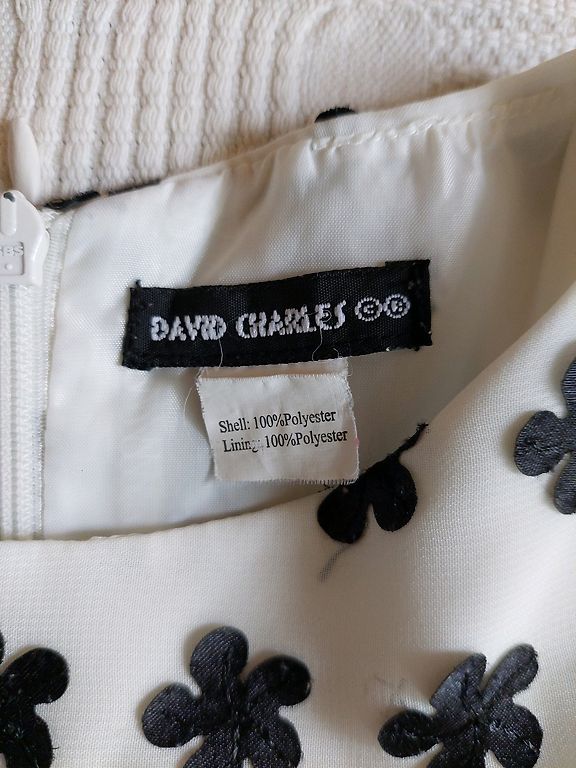 DAVID CHARLES
Shell: 100%Polyester
Lining: 100%Polyester